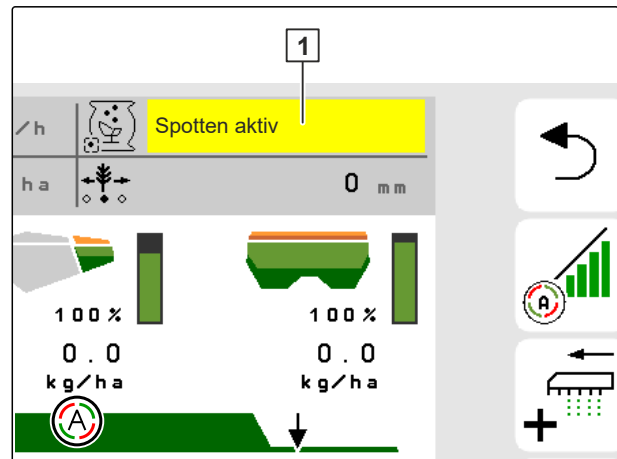 1
/h Spotten aktiv
ha 0 mm
100% 100%
0.0 0.0
kg/ha kg/ha
A
A